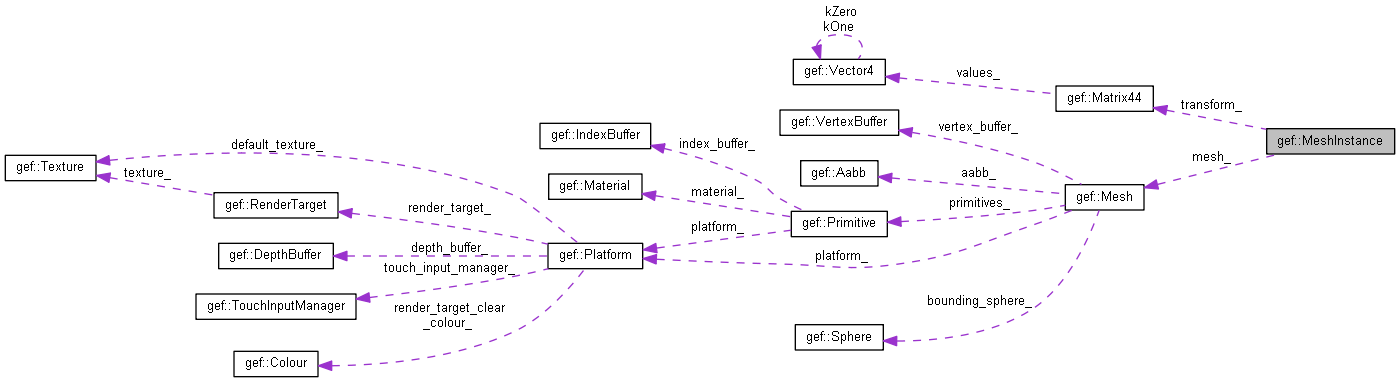 kZero
kOne
gef::Vector4
values_
gef::Matrix44
transform_
gef::VertexBuffer
vertex_buffer_
gef::MeshInstance
gef::IndexBuffer
index_buffer_
default_texture_
mesh_
gef::Texture
texture_
gef::Aabb
aabb_
gef::Material
material_
gef::Mesh
gef::RenderTarget
render_target_
primitives_
gef::Primitive
platform_
gef::DepthBuffer
depth_buffer_
gef::Platform
platform_
touch_input_manager_
gef::TouchInputManager
render_target_clear
_colour_
bounding_sphere_
gef::Sphere
gef::Colour